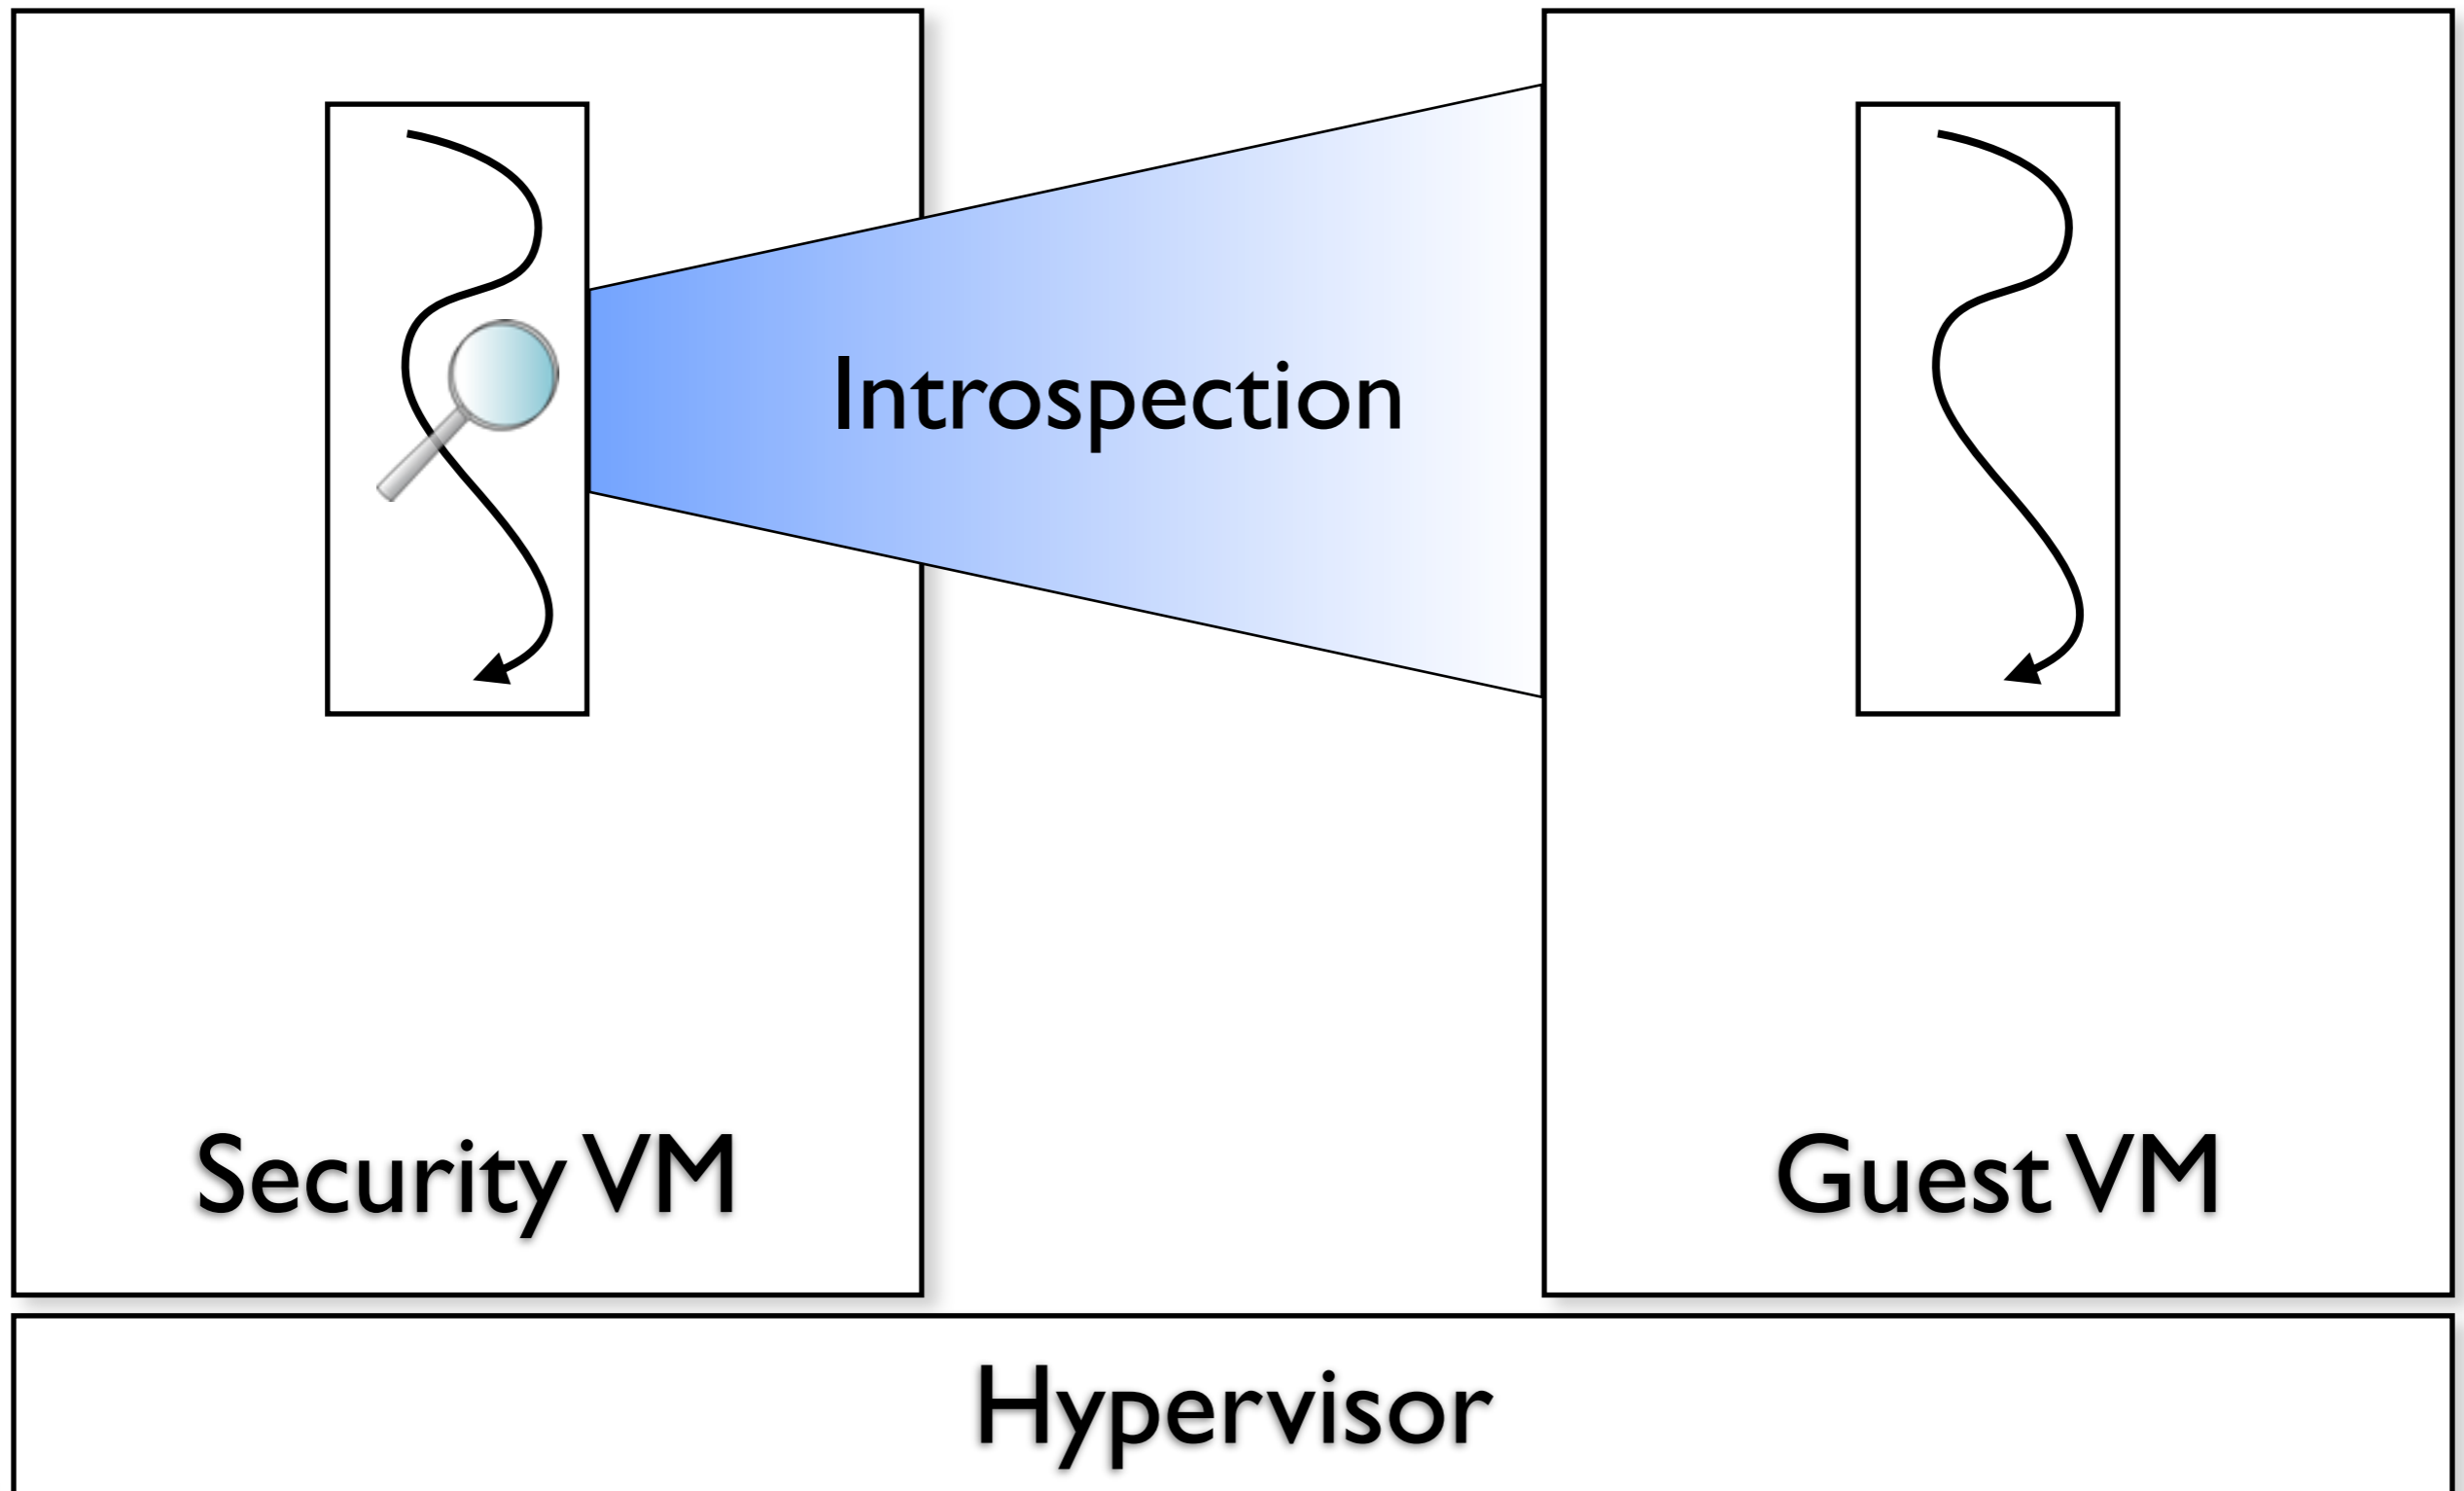 Introspection
Security VM
Guest VM
Hypervisor